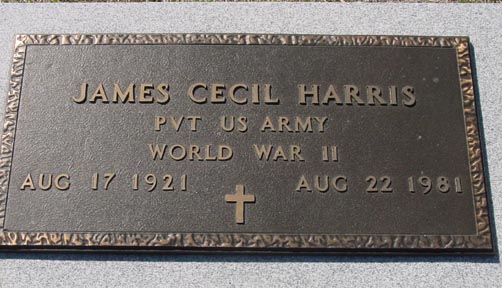 JAMES CECIL HARRIS
PVT US ARMY
WORLD WAR II
AUG 17 1921 AUG 22 1981